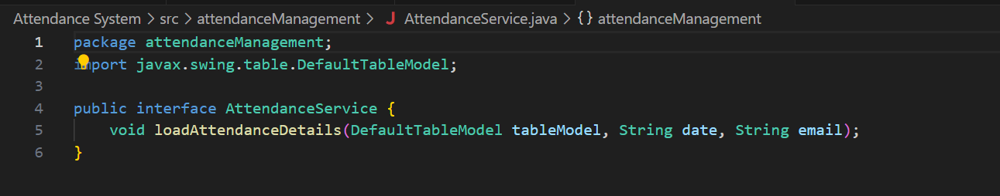 Attendance System > src > attendanceManagement > J AttendanceService.java > {} attendanceManagement
1 package attendanceManagement;
2 import javax.swing.table.DefaultTableModel;
3
4 public interface AttendanceService {
5 void loadAttendanceDetails(DefaultTableModel tableModel, String date, String email);
6 }